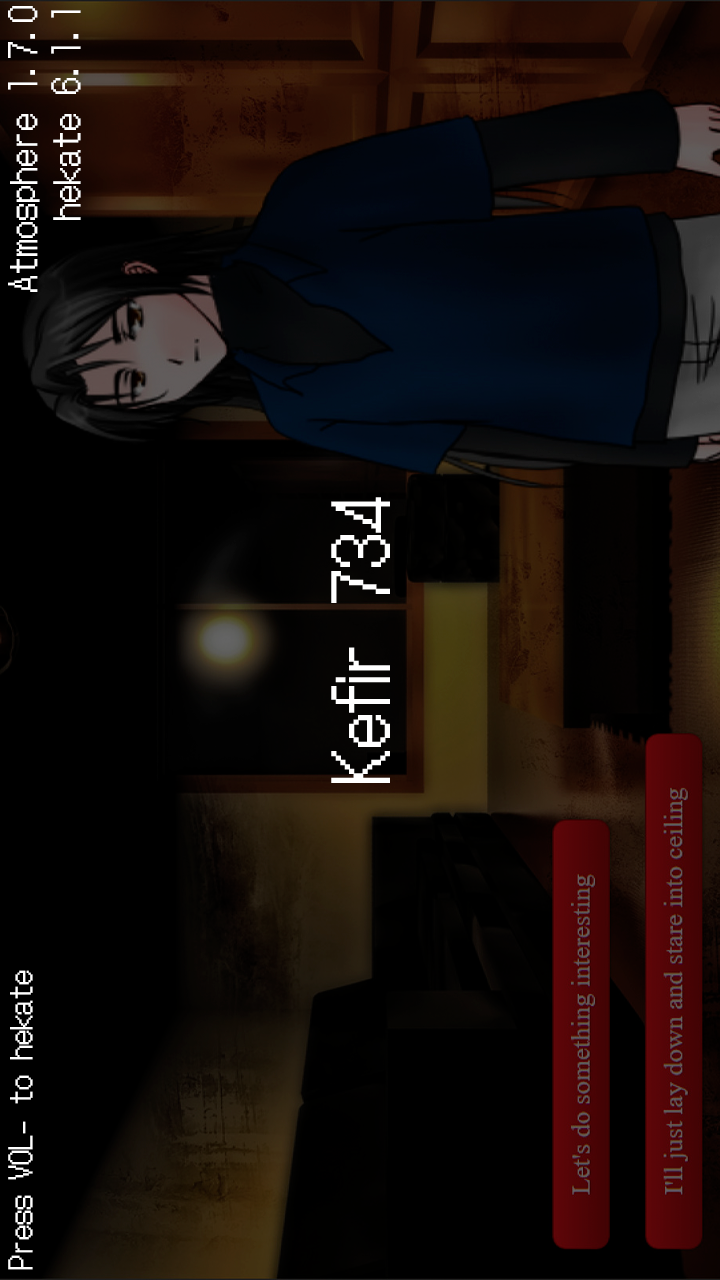 Press VOL- to hekate
Atmosphere 1.7.0
hekate 6.1.1
Kefir 734
Let's do something interesting
I'll just lay down and stare into ceiling